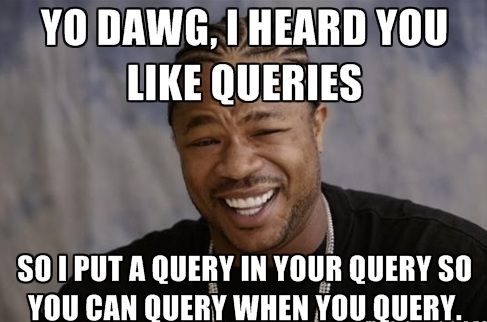 YO DAWG, I HEARD YOU
LIKE QUERIES
SO I PUT A QUERY IN YOUR QUERY SO
YOU CAN QUERY WHEN YOU QUERY...